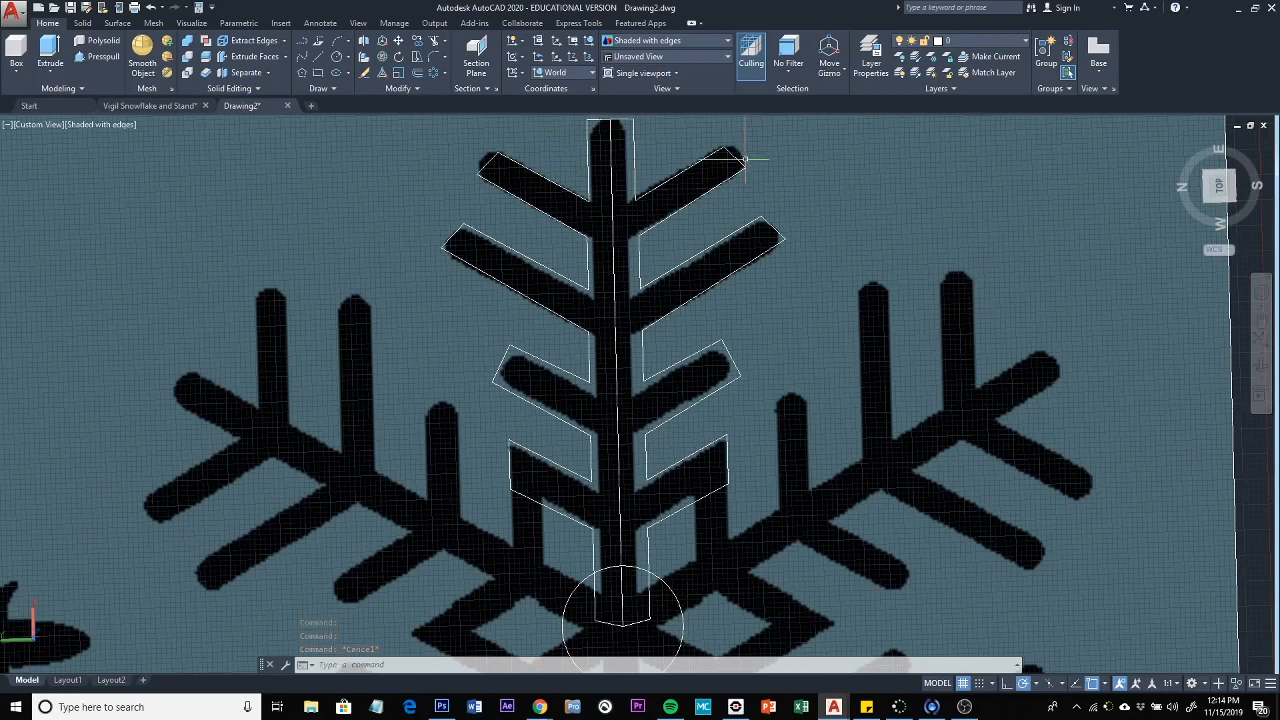 Autodesk AutoCAD 2020 - EDUCATIONAL VERSION Drawing2.dwg
Type a keyword or phrase
Sign In
Home Solid Surface Mesh Visualize Parametric Insert Annotate View Manage Output Add-ins Collaborate Express Tools Featured Apps
Box
Extrude
Polysolid
Presspull
Smooth
Object
Extract Edges
Extrude Faces
Separate
Section
Plane
World
Shaded with edges
Unsaved View
Single viewport
Culling
No Filter
Move
Gizmo
Layer
Properties
0
Make Current
Match Layer
Group
Base
Modeling
Mesh
Solid Editing
Draw
Modify
Section
Coordinates
View
Selection
Layers
Groups
View
Start
Vigil Snowflake and Stand*
Drawing2*
[−][Custom View][Shaded with edges]
E
N
TOP
S
W
WCS
Command:
Command:
Command: *Cancel*
Type a command
Model Layout1 Layout2
MODEL
1:1
Type here to search
12:14 PM
11/15/2019